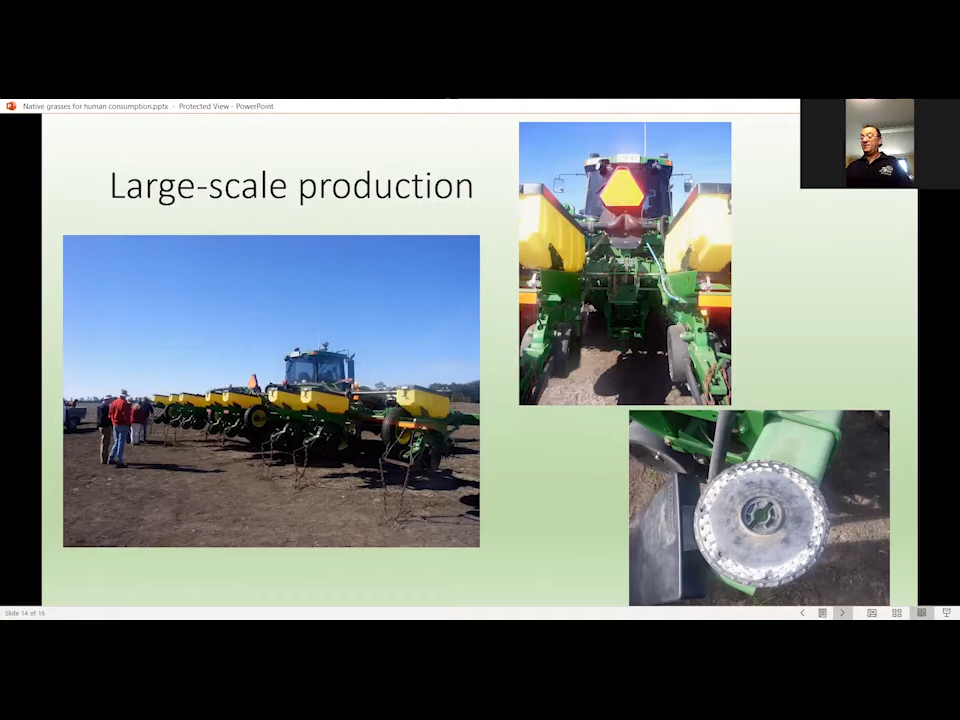 Native grasses for human consumption.pptx - Protected View - PowerPoint
Large-scale production
Slide 14 of 16